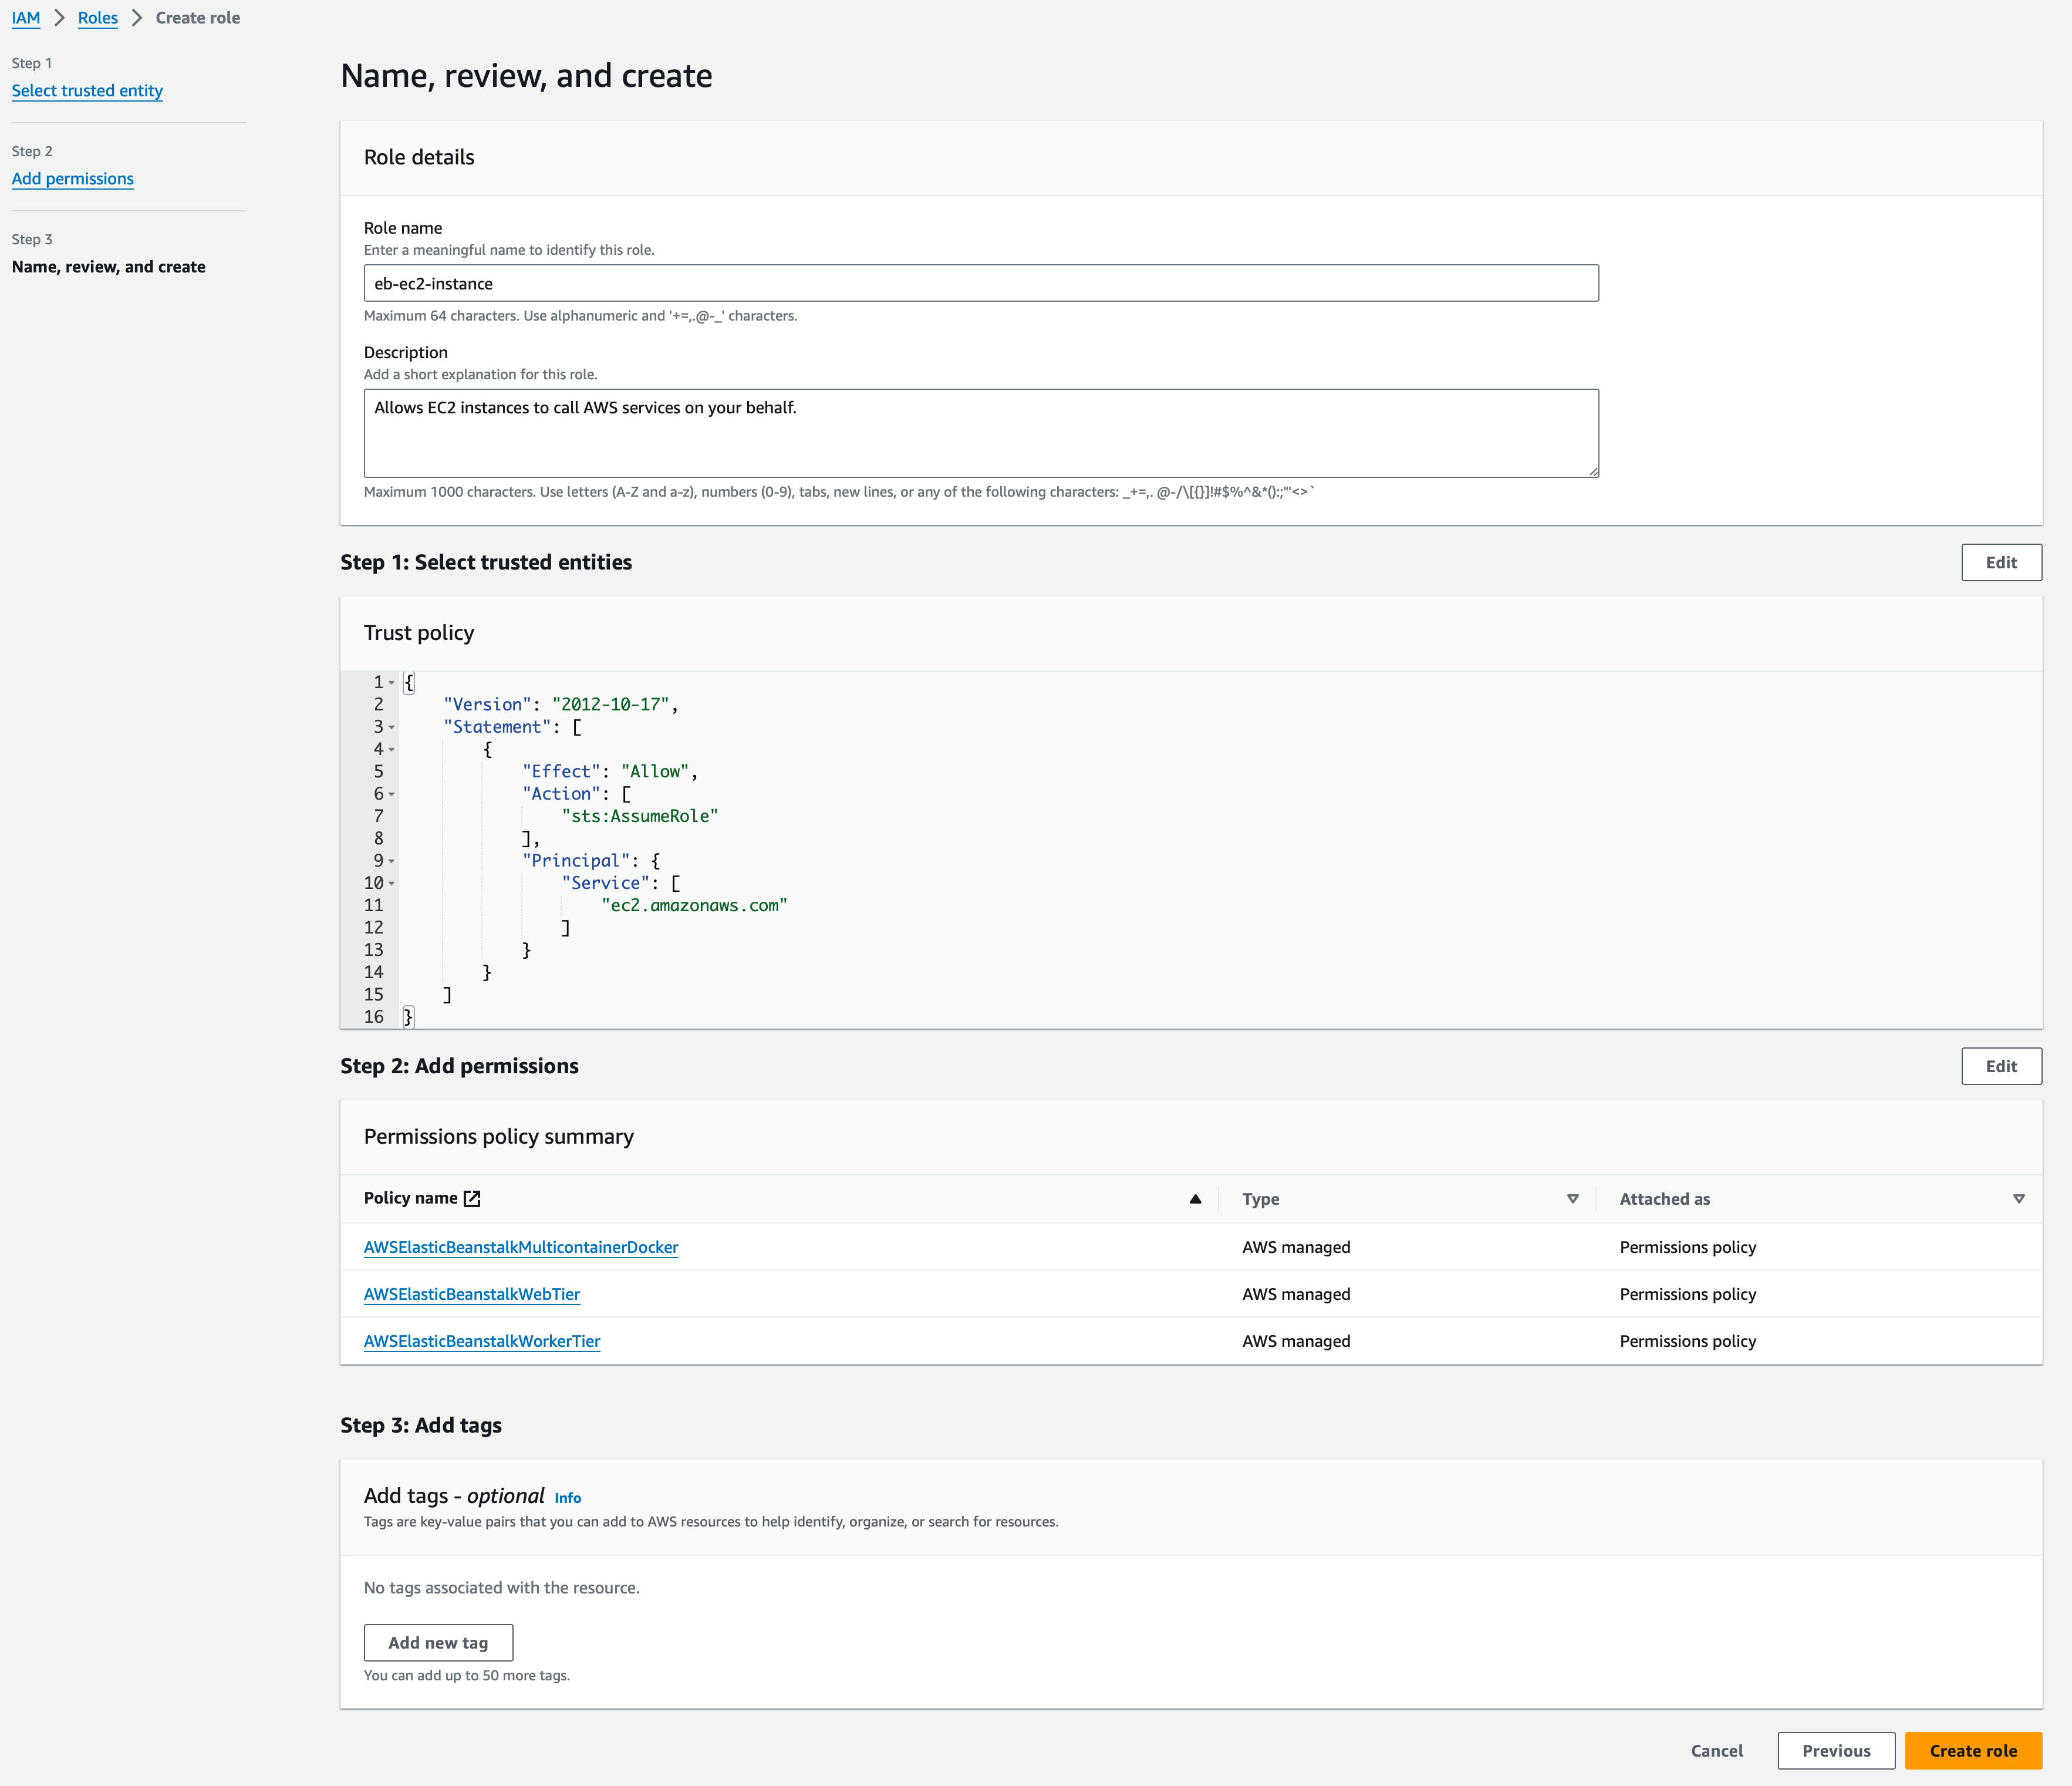 IAM > Roles > Create role
Step 1
Select trusted entity
Step 2
Add permissions
Step 3
Name, review, and create
Name, review, and create
Role details
Role name
Enter a meaningful name to identify this role.
eb-ec2-instance
Maximum 64 characters. Use alphanumeric and '+=,.@-_' characters.
Description
Add a short explanation for this role.
Allows EC2 instances to call AWS services on your behalf.
Maximum 1000 characters. Use letters (A-Z and a-z), numbers (0-9), tabs, new lines, or any of the following characters: _+=,. @-/\[{}]!#$%^&*();:;"'<>`
Step 1: Select trusted entities
Edit
Trust policy
1 {
2     "Version": "2012-10-17",
3     "Statement": [
4         {
5             "Effect": "Allow",
6             "Action": [
7                 "sts:AssumeRole"
8             ],
9             "Principal": {
10                 "Service": [
11                     "ec2.amazonaws.com"
12                 ]
13             }
14         }
15     ]
16 }
Step 2: Add permissions
Edit
Permissions policy summary
Policy name Type Attached as
AWSElasticBeanstalkMulticontainerDocker AWS managed Permissions policy
AWSElasticBeanstalkWebTier AWS managed Permissions policy
AWSElasticBeanstalkWorkerTier AWS managed Permissions policy
Step 3: Add tags
Add tags - optional Info
Tags are key-value pairs that you can add to AWS resources to help identify, organize, or search for resources.
No tags associated with the resource.
Add new tag
You can add up to 50 more tags.
Cancel Previous Create role